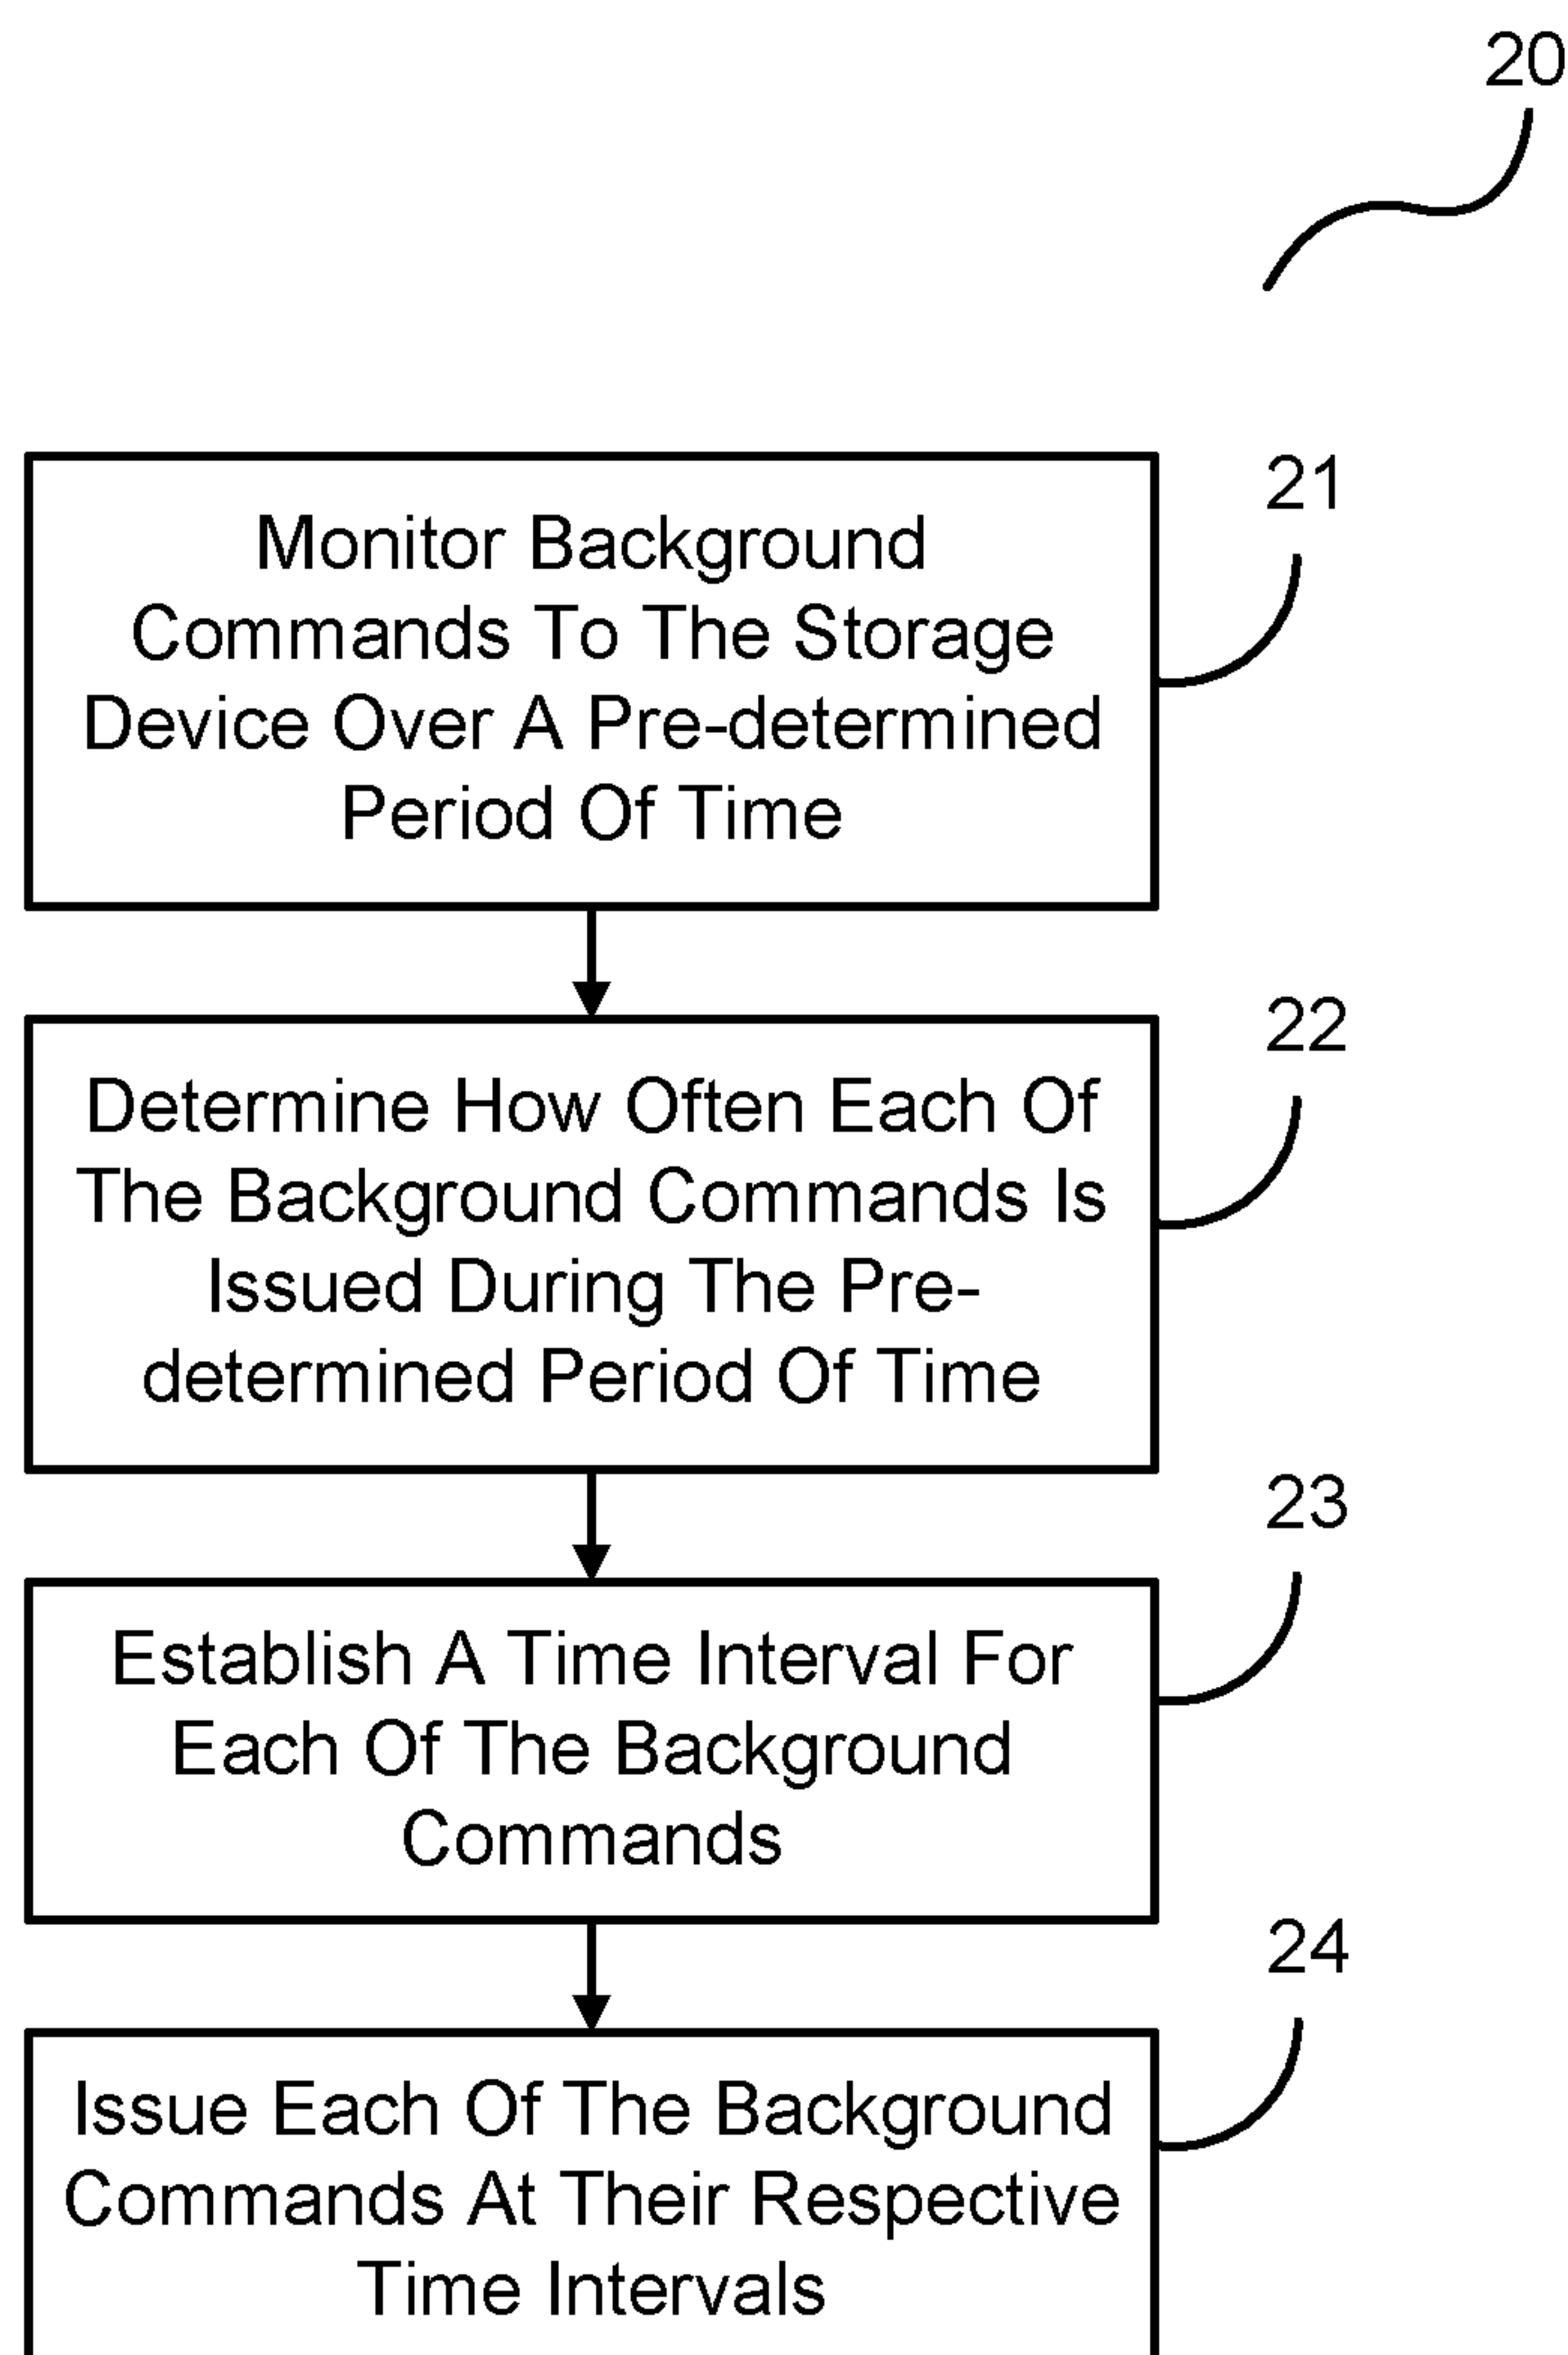 20
21
Monitor Background
Commands To The Storage
Device Over A Pre-determined
Period Of Time
22
Determine How Often Each Of
The Background Commands Is
Issued During The Pre-
determined Period Of Time
23
Establish A Time Interval For
Each Of The Background
Commands
24
Issue Each Of The Background
Commands At Their Respective
Time Intervals